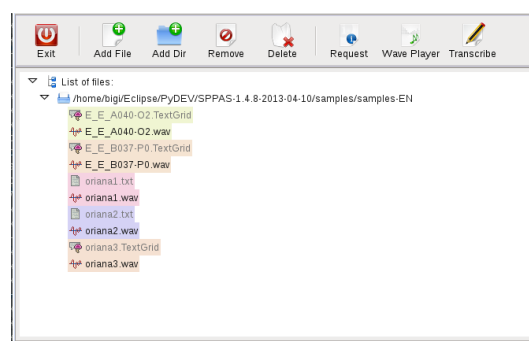 Exit Add File Add Dir Remove Delete Request Wave Player Transcribe
List of files:
/home/bigi/Eclipse/PyDEV/SPPAS-1.4.8-2013-04-10/samples/samples-EN
E_E_A040-O2.TextGrid
E_E_A040-O2.wav
E_E_B037-P0.TextGrid
E_E_B037-P0.wav
oriana1.txt
oriana1.wav
oriana2.txt
oriana2.wav
oriana3.TextGrid
oriana3.wav